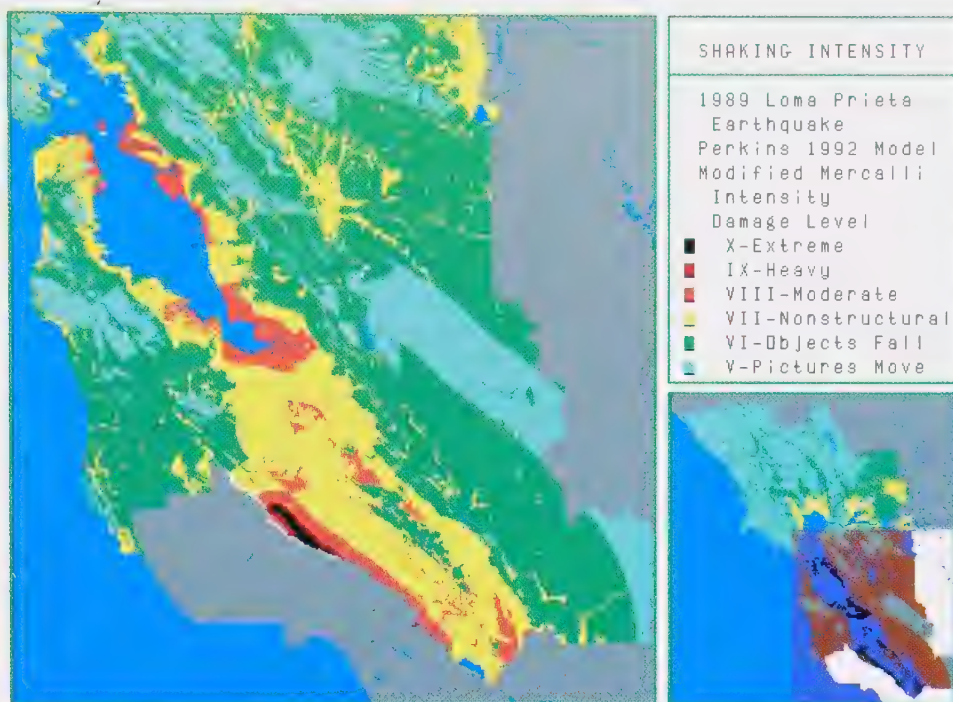 SHAKING INTENSITY
1989 Loma Prieta
Earthquake
Perkins 1992 Model
Modified Mercalli
Intensity
Damage Level
X-Extreme
IX-Heavy
VIII-Moderate
VII-Nonstructural
VI-Objects Fall
V-Pictures Move